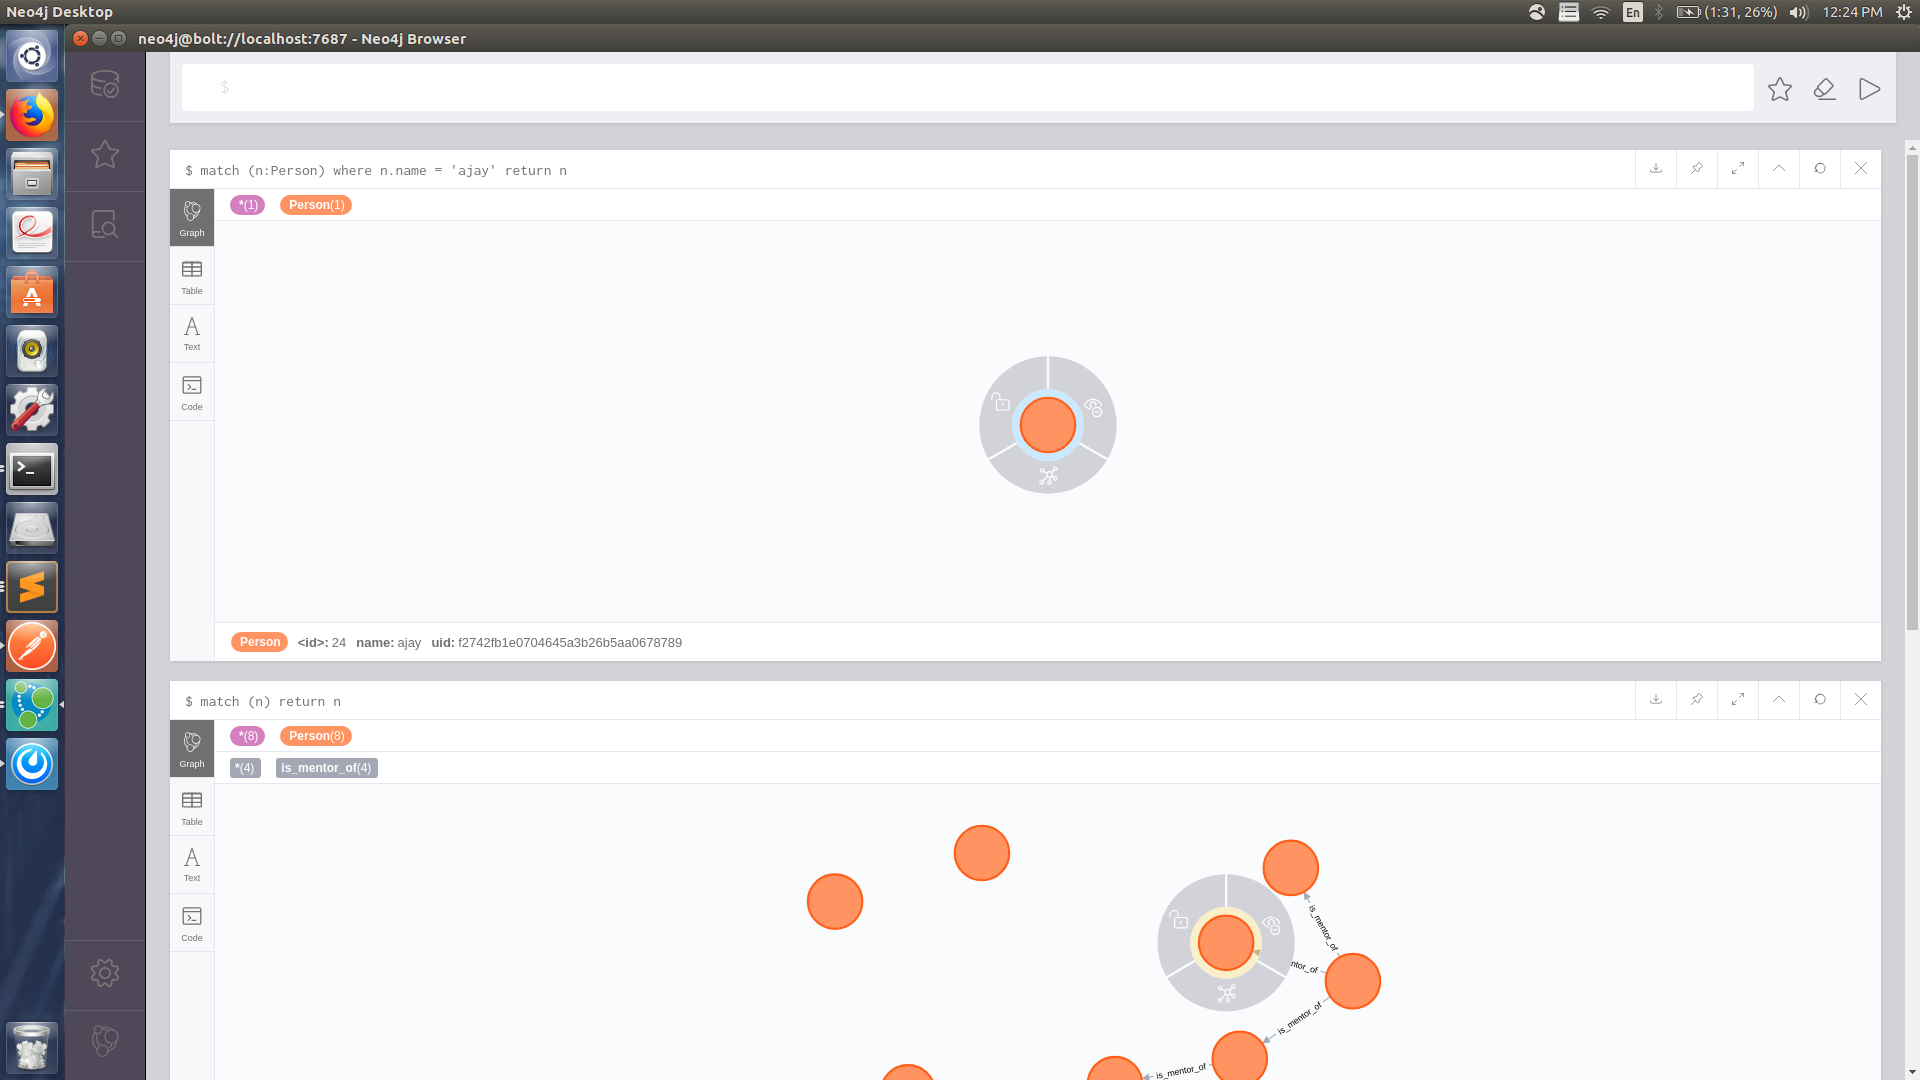 Neo4j Desktop
En
(1:31, 26%)
12:24 PM
neo4j@bolt://localhost:7687 - Neo4j Browser
$
$ match (n:Person) where n.name = 'ajay' return n
*(1) Person(1)
Graph
Table
Text
Code
Person <id>: 24 name: ajay uid: f2742fb1e0704645a3b26b5aa0678789
$ match (n) return n
*(8) Person(8)
*(4) is_mentor_of(4)
Graph
Table
Text
Code
is_mentor_of
ntor_of
is_mentor_of
is_mentor_of